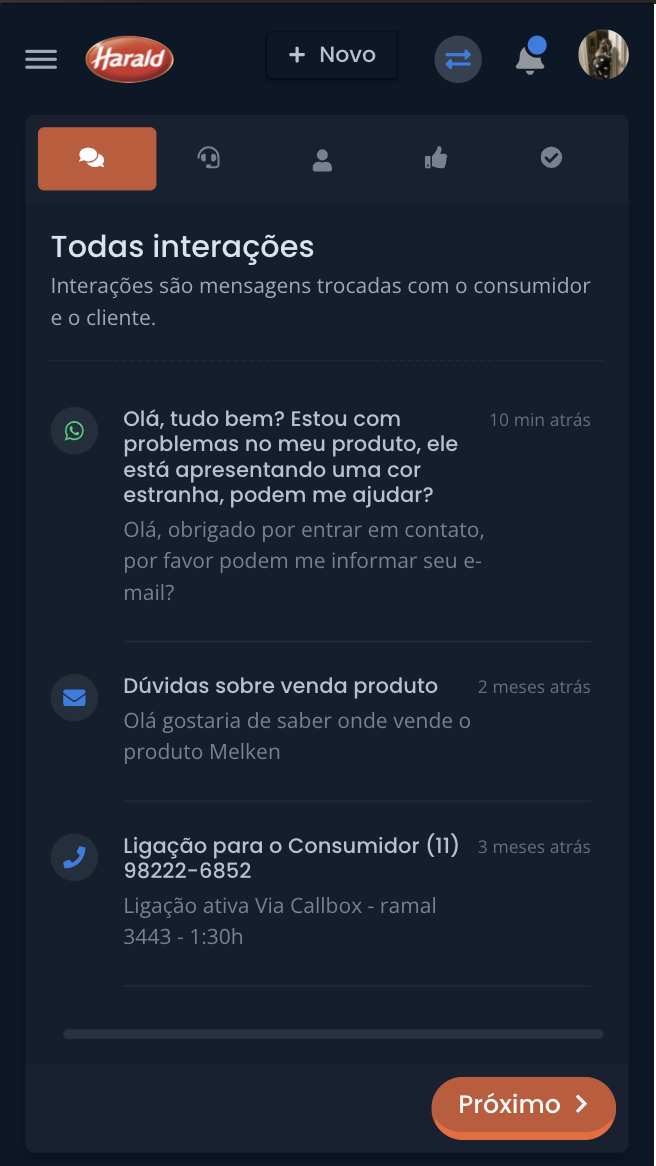 Harald
+ Novo
Todas interações
Interações são mensagens trocadas com o consumidor
e o cliente.
Olá, tudo bem? Estou com
problemas no meu produto, ele
está apresentando uma cor
estranha, podem me ajudar?
10 min atrás
Olá, obrigado por entrar em contato,
por favor podem me informar seu e-
mail?
Dúvidas sobre venda produto
2 meses atrás
Olá gostaria de saber onde vende o
produto Melken
Ligação para o Consumidor (11)
98222-6852
3 meses atrás
Ligação ativa Via Callbox - ramal
3443 - 1:30h
Próximo